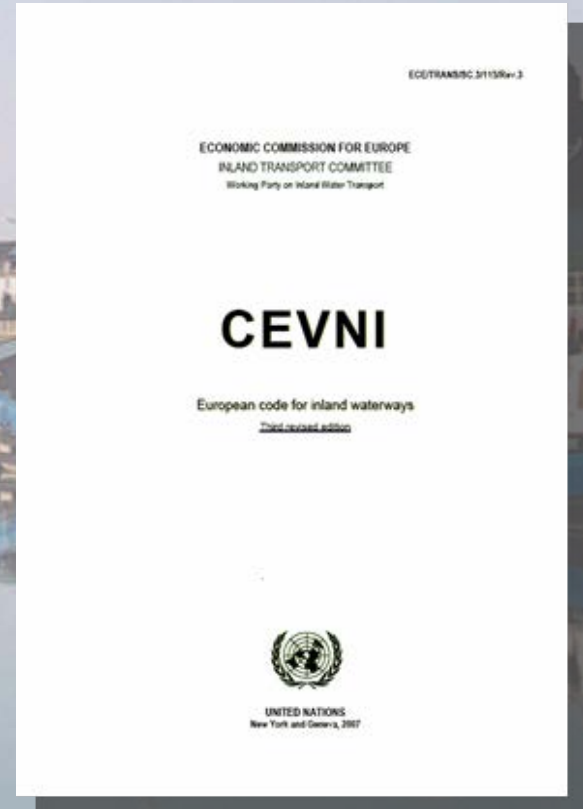 ECE/TRANS/SC.3/115/Rev.3
ECONOMIC COMMISSION FOR EUROPE
INLAND TRANSPORT COMMITTEE
Working Party on Inland Water Transport
CEVNI
European code for inland waterways
Third revised edition
UNITED NATIONS
New York and Geneva, 2007